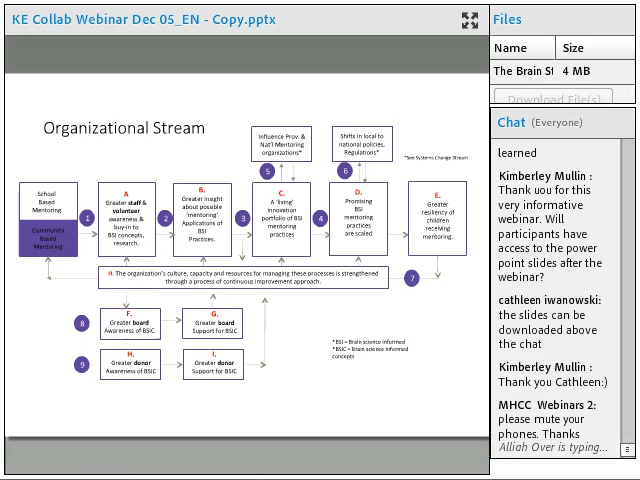 KE Collab Webinar Dec 05_EN - Copy.pptx
Organizational Stream
School
Based
Mentoring
Community
Based
Mentoring
1
A
Greater staff &
volunteer
awareness &
buy-in to
BSI concepts,
research.
2
B.
Greater insight
about possible
'mentoring'
Applications of
BSI
Practices.
3
Influence Prov. &
Nat'l Mentoring
organizations*
5
C.
A 'living'
innovation
portfolio of BSI
mentoring
practices
4
Shifts in local to
national policies,
Regulations*
6
D.
Promising
BSI
mentoring
practices
are scaled
*See Systems Change Stream
E.
Greater
resiliency of
children
receiving
mentoring.
H. The organization's culture, capacity and resources for managing these processes is strengthened
through a process of continuous improvement approach.
7
8
F.
Greater board
Awareness of BSIC
G.
Greater board
Support for BSIC
9
H.
Greater donor
Awareness of BSIC
I.
Greater donor
Support for BSIC
*BSI = Brain science informed
*BSIC = Brain science informed
concepts
Files
Name
Size
The Brain St
4 MB
Download File(s)
Chat (Everyone)
learned
Kimberley Mullin :
Thank uou for this
very informative
webinar. Will
participants have
access to the power
point slides after the
webinar?
cathleen iwanowski:
the slides can be
downloaded above
the chat
Kimberley Mullin :
Thank you Cathleen:)
MHCC Webinars 2:
please mute your
phones. Thanks
Alliah Over is typing...